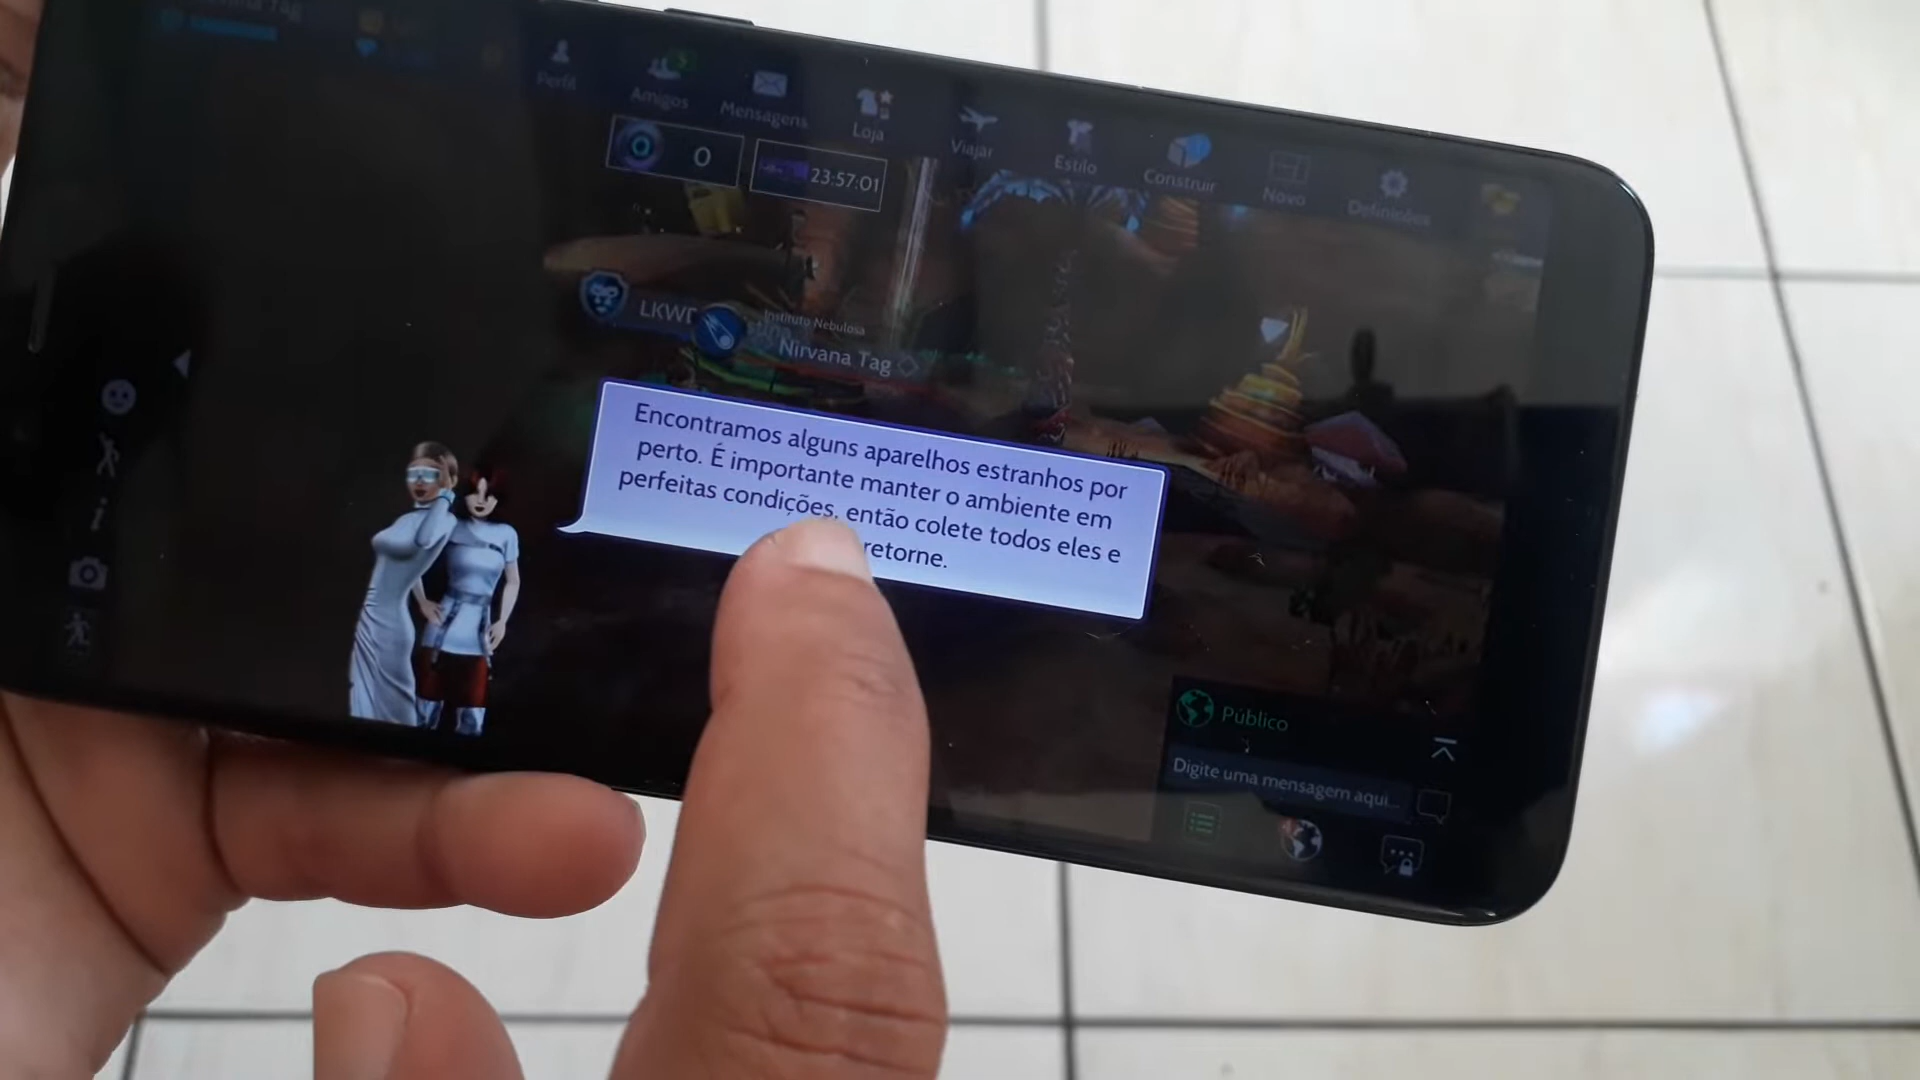 Tag
Perfil
Amigos
Mensagens
Loja
Viajar
Estilo
Construir
Novo
Definições
0
23:57:01
LKWD
Instituto Nebulosa
Nirvana Tag
Encontramos alguns aparelhos estranhos por
perto. É importante manter o ambiente em
perfeitas condições, então colete todos eles e
retorne.
Público
Digite uma mensagem aqui...